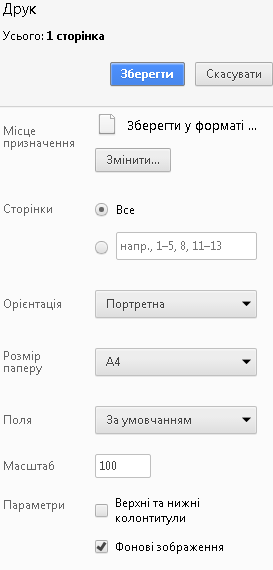 Друк
Усього: 1 сторінка
Зберегти Скасувати
Місце
призначення
Зберегти у форматі ...
Змінити...
Сторінки
Все
напр., 1–5, 8, 11–13
Орієнтація
Портретна
Розмір
паперу
A4
Поля
За умовчанням
Масштаб
100
Параметри
Верхні та нижні
колонтитули
Фонові зображення